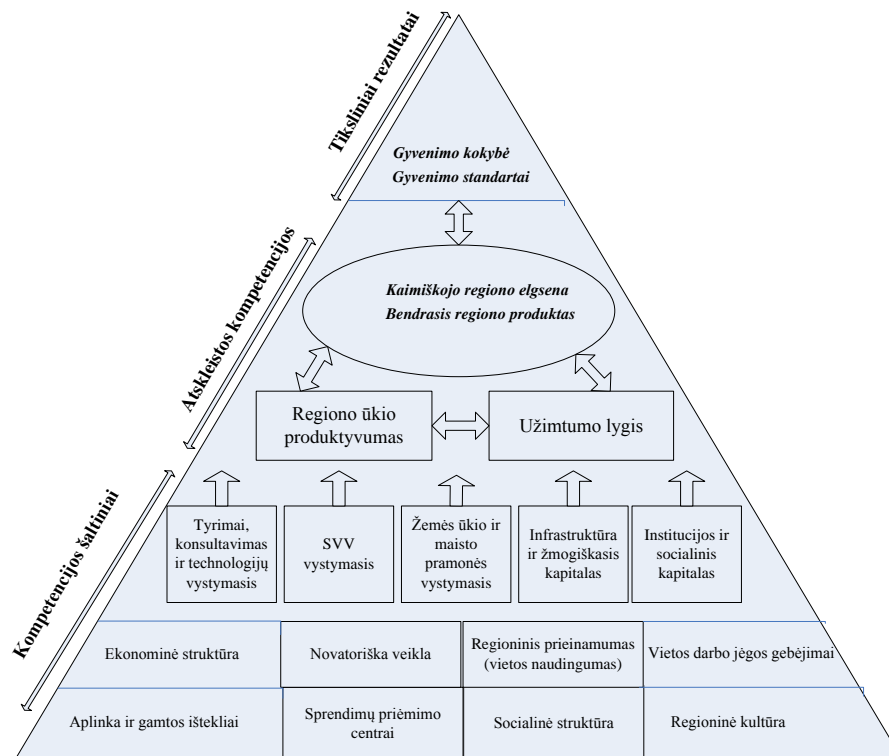 Tiksliniai rezultatai
Gyvenimo kokybė
Gyvenimo standartai
Atskleistos kompetencijos
Kaimiškojo regiono elgsena
Bendrasis regiono produktas
Regiono ūkio
produktyvumas
Užimtumo lygis
Kompetencijos šaltiniai
Tyrimai,
konsultavimas
ir technologijų
vystymasis
SVV
vystymasis
Žemės ūkio ir
maisto
pramonės
vystymasis
Infrastruktūra
ir žmogiškasis
kapitalas
Institucijos ir
socialinis
kapitalas
Ekonominė struktūra
Novatoriška veikla
Regioninis prieinamumas
(vietos naudingumas)
Vietos darbo jėgos gebėjimai
Aplinka ir gamtos ištekliai
Sprendimų priėmimo
centrai
Socialinė struktūra
Regioninė kultūra